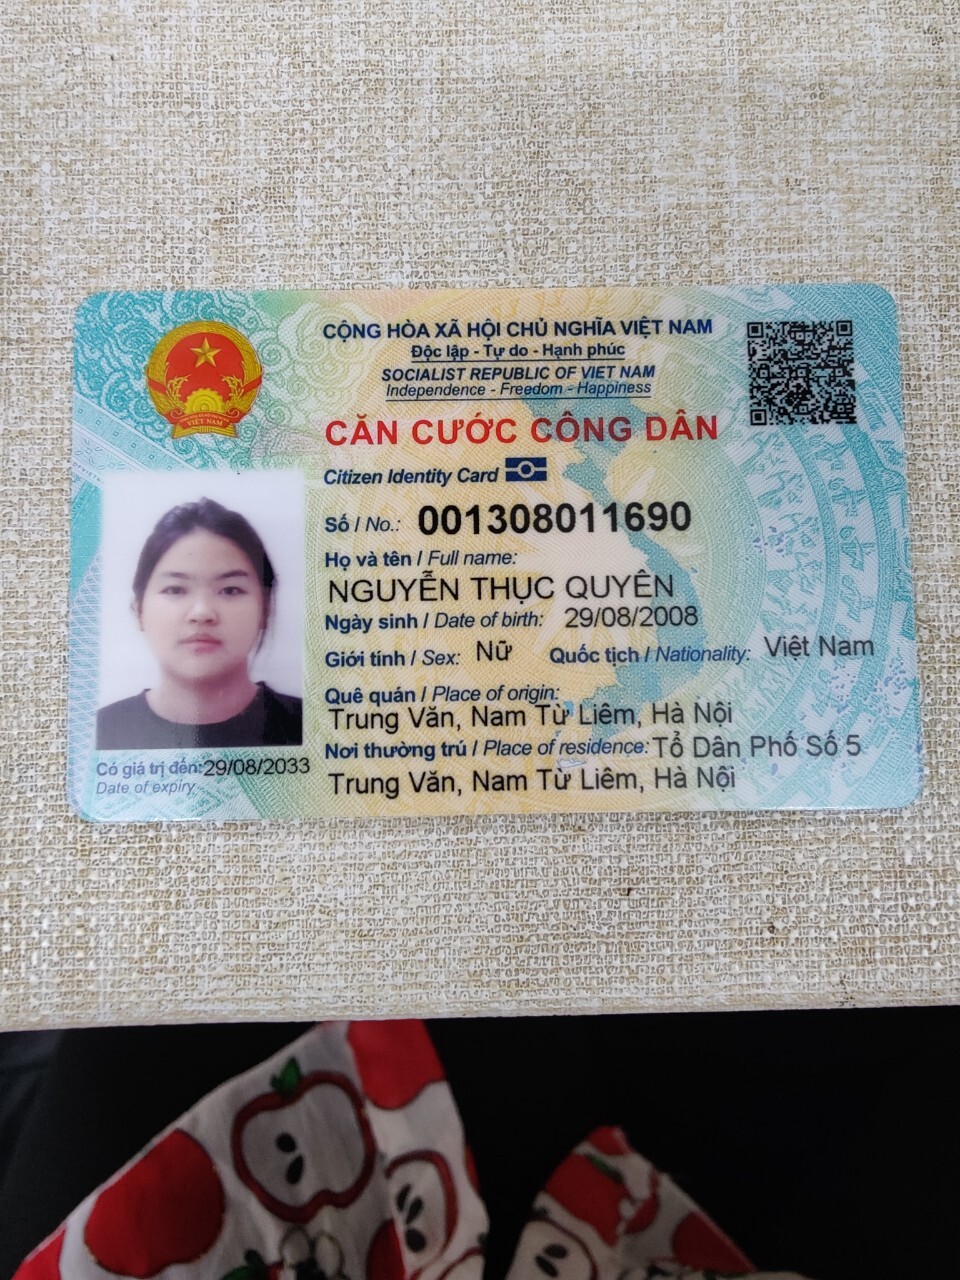 CỘNG HÒA XÃ HỘI CHỦ NGHĨA VIỆT NAM
Độc lập - Tự do - Hạnh phúc
SOCIALIST REPUBLIC OF VIET NAM
Independence - Freedom - Happiness
CĂN CƯỚC CÔNG DÂN
Citizen Identity Card
Số / No.: 001308011690
Họ và tên / Full name:
NGUYỄN THỤC QUYÊN
Ngày sinh / Date of birth: 29/08/2008
Giới tính / Sex: Nữ Quốc tịch / Nationality: Việt Nam
Quê quán / Place of origin:
Trung Văn, Nam Từ Liêm, Hà Nội
Nơi thường trú / Place of residence: Tổ Dân Phố Số 5
Trung Văn, Nam Từ Liêm, Hà Nội
Có giá trị đến: 29/08/2033
Date of expiry
VIỆT NAM